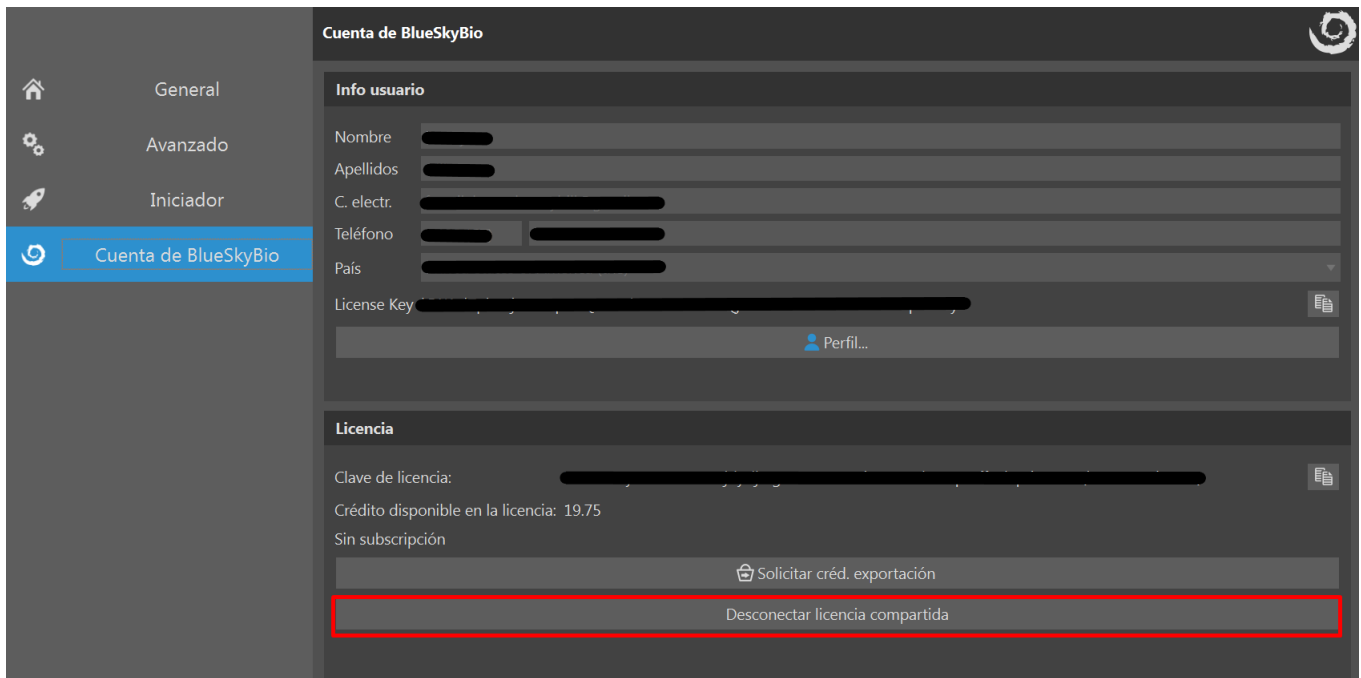 Cuenta de BlueSkyBio
General
Avanzado
Iniciador
Cuenta de BlueSkyBio
Info usuario
Nombre
Apellidos
C. electr.
Teléfono
País
License Key
Perfil...
Licencia
Clave de licencia:
Crédito disponible en la licencia: 19.75
Sin subscripción
Solicitar créd. exportación
Desconectar licencia compartida